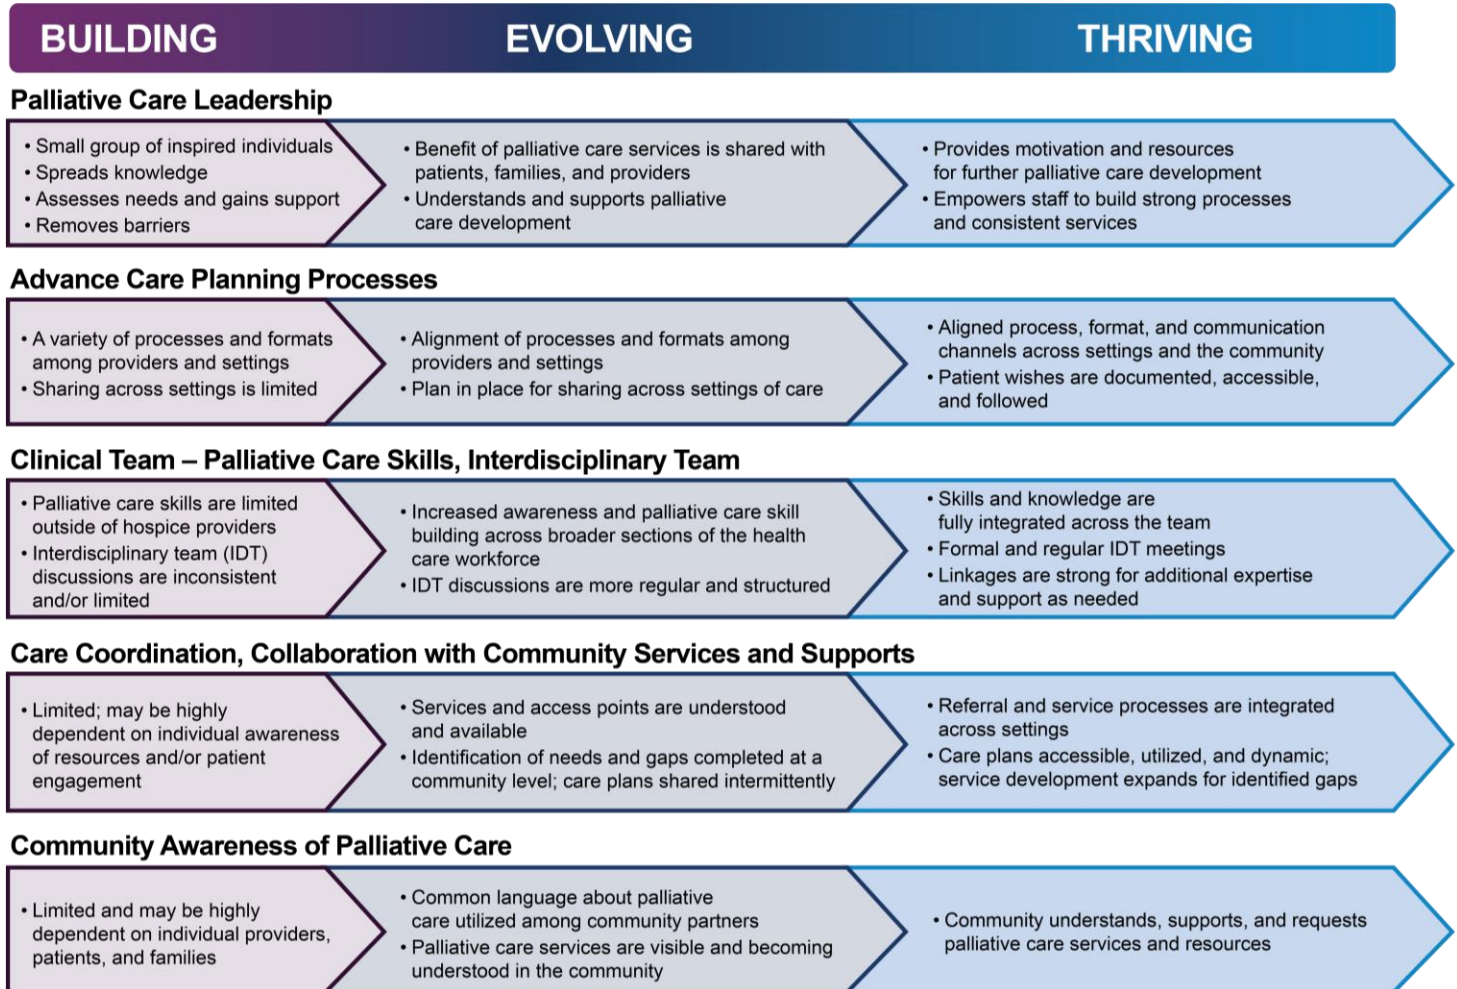 BUILDING EVOLVING THRIVING
Palliative Care Leadership
• Small group of inspired individuals
• Spreads knowledge
• Assesses needs and gains support
• Removes barriers
• Benefit of palliative care services is shared with
patients, families, and providers
• Understands and supports palliative
care development
• Provides motivation and resources
for further palliative care development
• Empowers staff to build strong processes
and consistent services
Advance Care Planning Processes
• A variety of processes and formats
among providers and settings
• Sharing across settings is limited
• Alignment of processes and formats among
providers and settings
• Plan in place for sharing across settings of care
• Aligned process, format, and communication
channels across settings and the community
• Patient wishes are documented, accessible,
and followed
Clinical Team – Palliative Care Skills, Interdisciplinary Team
• Palliative care skills are limited
outside of hospice providers
• Interdisciplinary team (IDT)
discussions are inconsistent
and/or limited
• Increased awareness and palliative care skill
building across broader sections of the health
care workforce
• IDT discussions are more regular and structured
• Skills and knowledge are
fully integrated across the team
• Formal and regular IDT meetings
• Linkages are strong for additional expertise
and support as needed
Care Coordination, Collaboration with Community Services and Supports
• Limited; may be highly
dependent on individual awareness
of resources and/or patient
engagement
• Services and access points are understood
and available
• Identification of needs and gaps completed at a
community level; care plans shared intermittently
• Referral and service processes are integrated
across settings
• Care plans accessible, utilized, and dynamic;
service development expands for identified gaps
Community Awareness of Palliative Care
• Limited and may be highly
dependent on individual providers,
patients, and families
• Common language about palliative
care utilized among community partners
• Palliative care services are visible and becoming
understood in the community
• Community understands, supports, and requests
palliative care services and resources